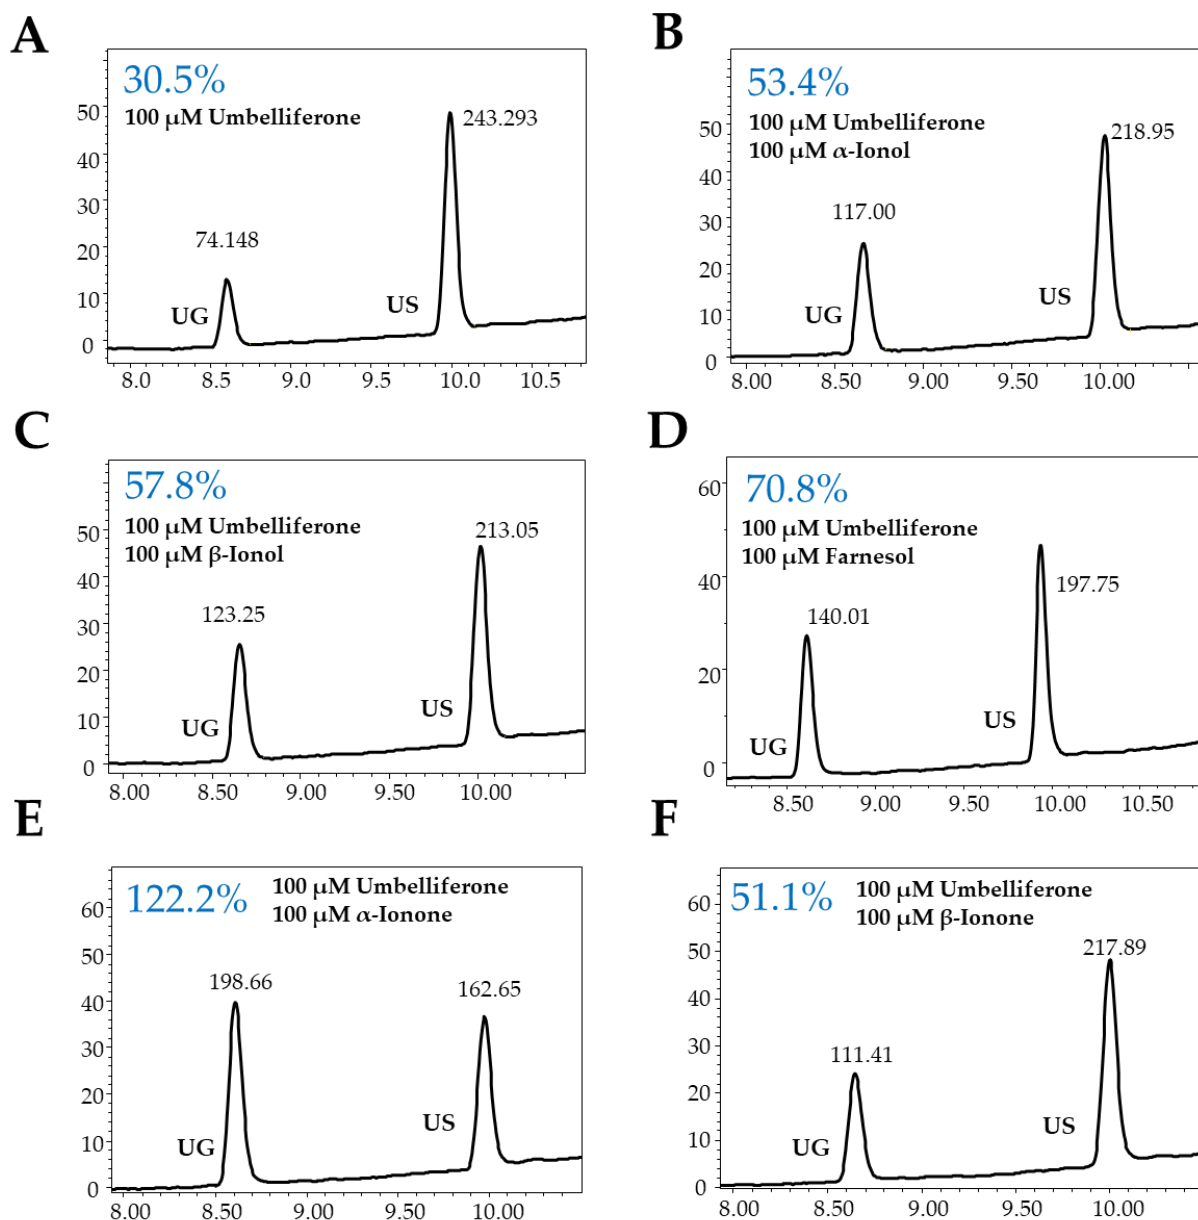 A
30.5%
100 μM Umbelliferone
243.293
74.148
UG
US
50
40
30
20
10
0
8.00
8.50
9.00
9.50
10.0
10.5
B
53.4%
100 μM Umbelliferone
100 μM α-Ionol
218.95
117.00
UG
US
50
40
30
20
10
0
8.00
8.50
9.00
9.50
10.00
C
57.8%
100 μM Umbelliferone
100 μM β-Ionol
213.05
123.25
UG
US
50
40
30
20
10
0
8.00
8.50
9.00
9.50
10.00
D
70.8%
100 μM Umbelliferone
100 μM Farnesol
197.75
140.01
UG
US
60
40
20
0
8.50
9.00
9.50
10.00
10.50
E
122.2%
100 μM Umbelliferone
100 μM α-Ionone
198.66
162.65
UG
US
60
50
40
30
20
10
0
8.00
8.50
9.00
9.50
10.00
F
51.1%
100 μM Umbelliferone
100 μM β-Ionone
217.89
111.41
UG
US
60
50
40
30
20
10
0
8.00
8.50
9.00
9.50
10.00